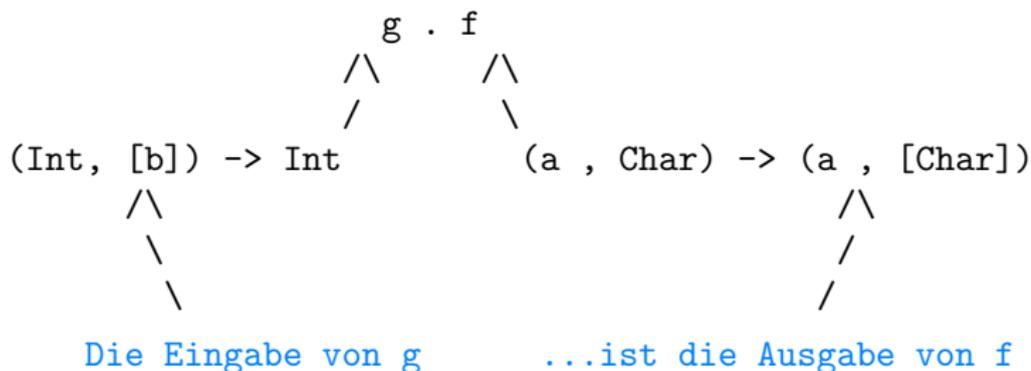 g . f
/\ /\
/ \
(Int, [b]) -> Int (a , Char) -> (a , [Char])
/\ /\
\ /
\ /
Die Eingabe von g ...ist die Ausgabe von f